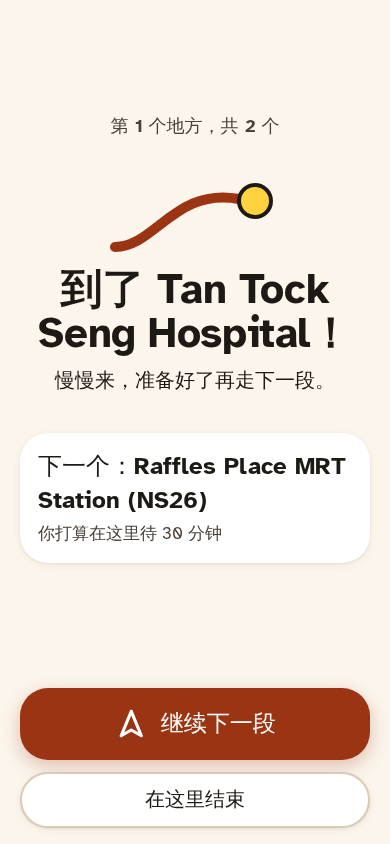 第 1 个地方，共 2 个
到了 Tan Tock
Seng Hospital！
慢慢来，准备好了再走下一段。
下一个：Raffles Place MRT
Station (NS26)
你打算在这里待 30 分钟
继续下一段
在这里结束